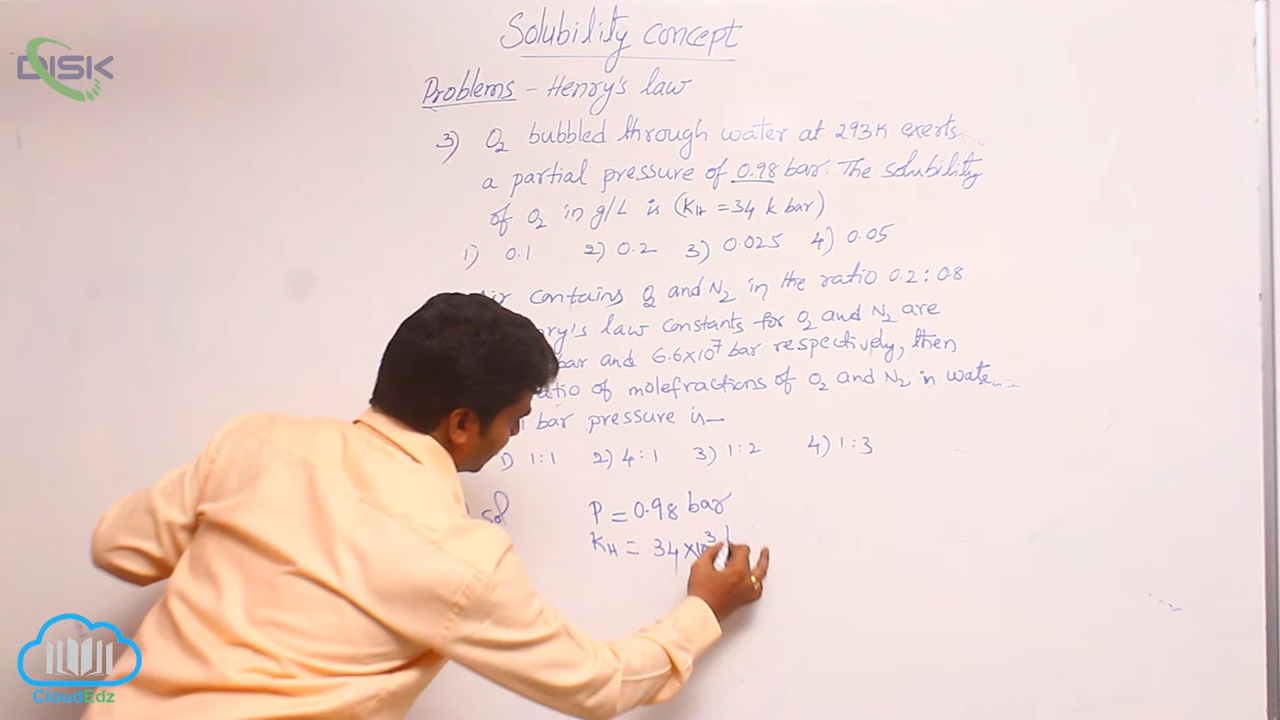 DISK
Solubility concept
Problems - Henry's law
3) O₂ bubbled through water at 293K exerts
a partial pressure of 0.98 bar. The solubility
of O₂ in g/L is (KH = 34 k bar)
1) 0.1 2) 0.2 3) 0.025 4) 0.05
contains O₂ and N₂ in the ratio 0.2 : 0.8
law constants for O₂ and N₂ are
bar and 6.6×10⁷ bar respectively, then
of molefractions of O₂ and N₂ in water
bar pressure is—
1) 1:1 2) 4:1 3) 1:2 4) 1:3
sol P = 0.98 bar
KH = 34×10³
CloudEdz